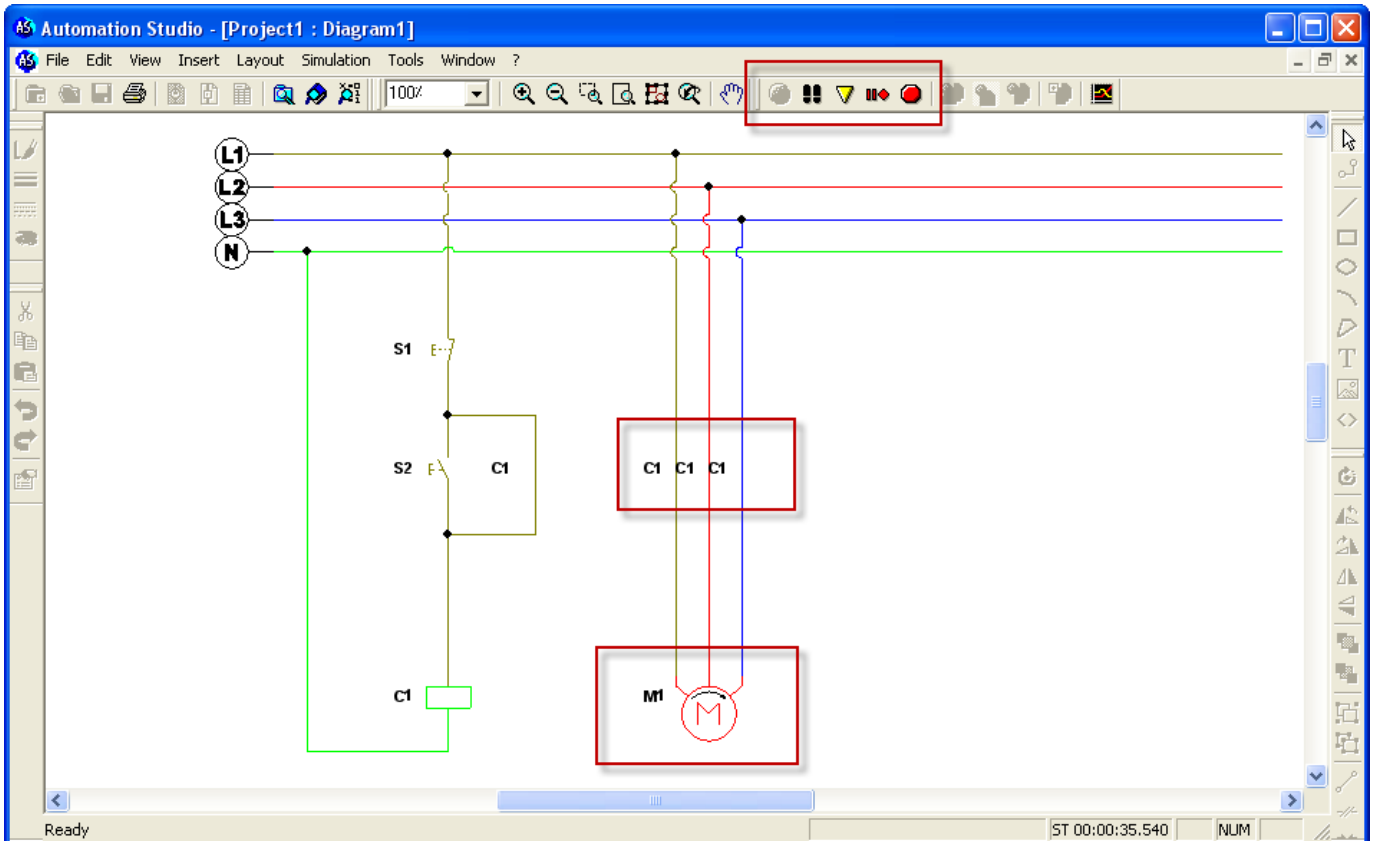 Automation Studio - [Project1 : Diagram1]
File Edit View Insert Layout Simulation Tools Window ?
100%
L1
L2
L3
N
S1
S2 C1 C1 C1 C1
C1 M1 M
Ready ST 00:00:35.540 NUM